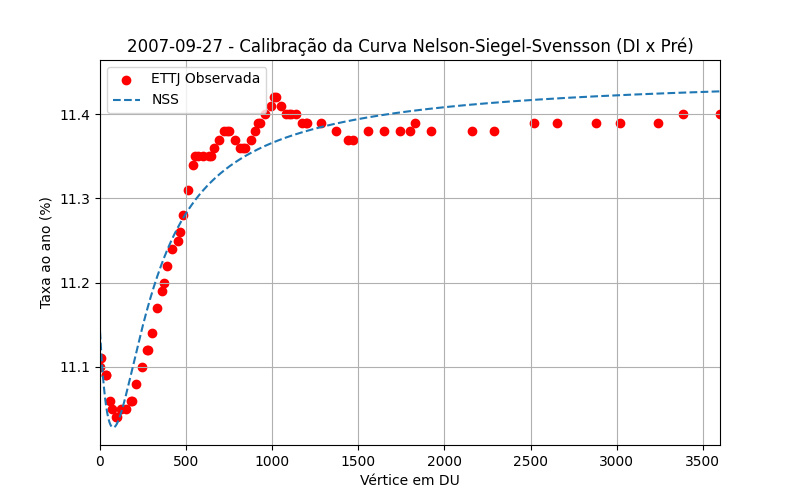 2007-09-27 - Calibração da Curva Nelson-Siegel-Svensson (DI x Pré)
ETTJ Observada
NSS
Taxa ao ano (%)
11.4
11.3
11.2
11.1
0
500
1000
1500
2000
2500
3000
3500
Vértice em DU